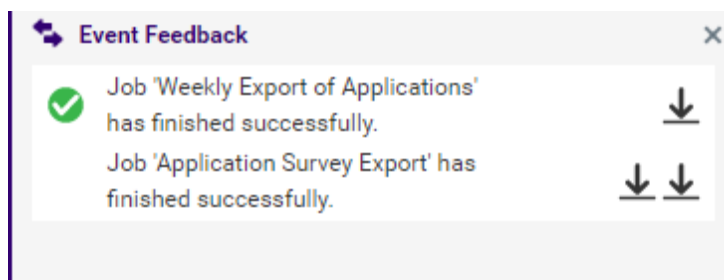 Event Feedback
Job 'Weekly Export of Applications'
has finished successfully.
Job 'Application Survey Export' has
finished successfully.